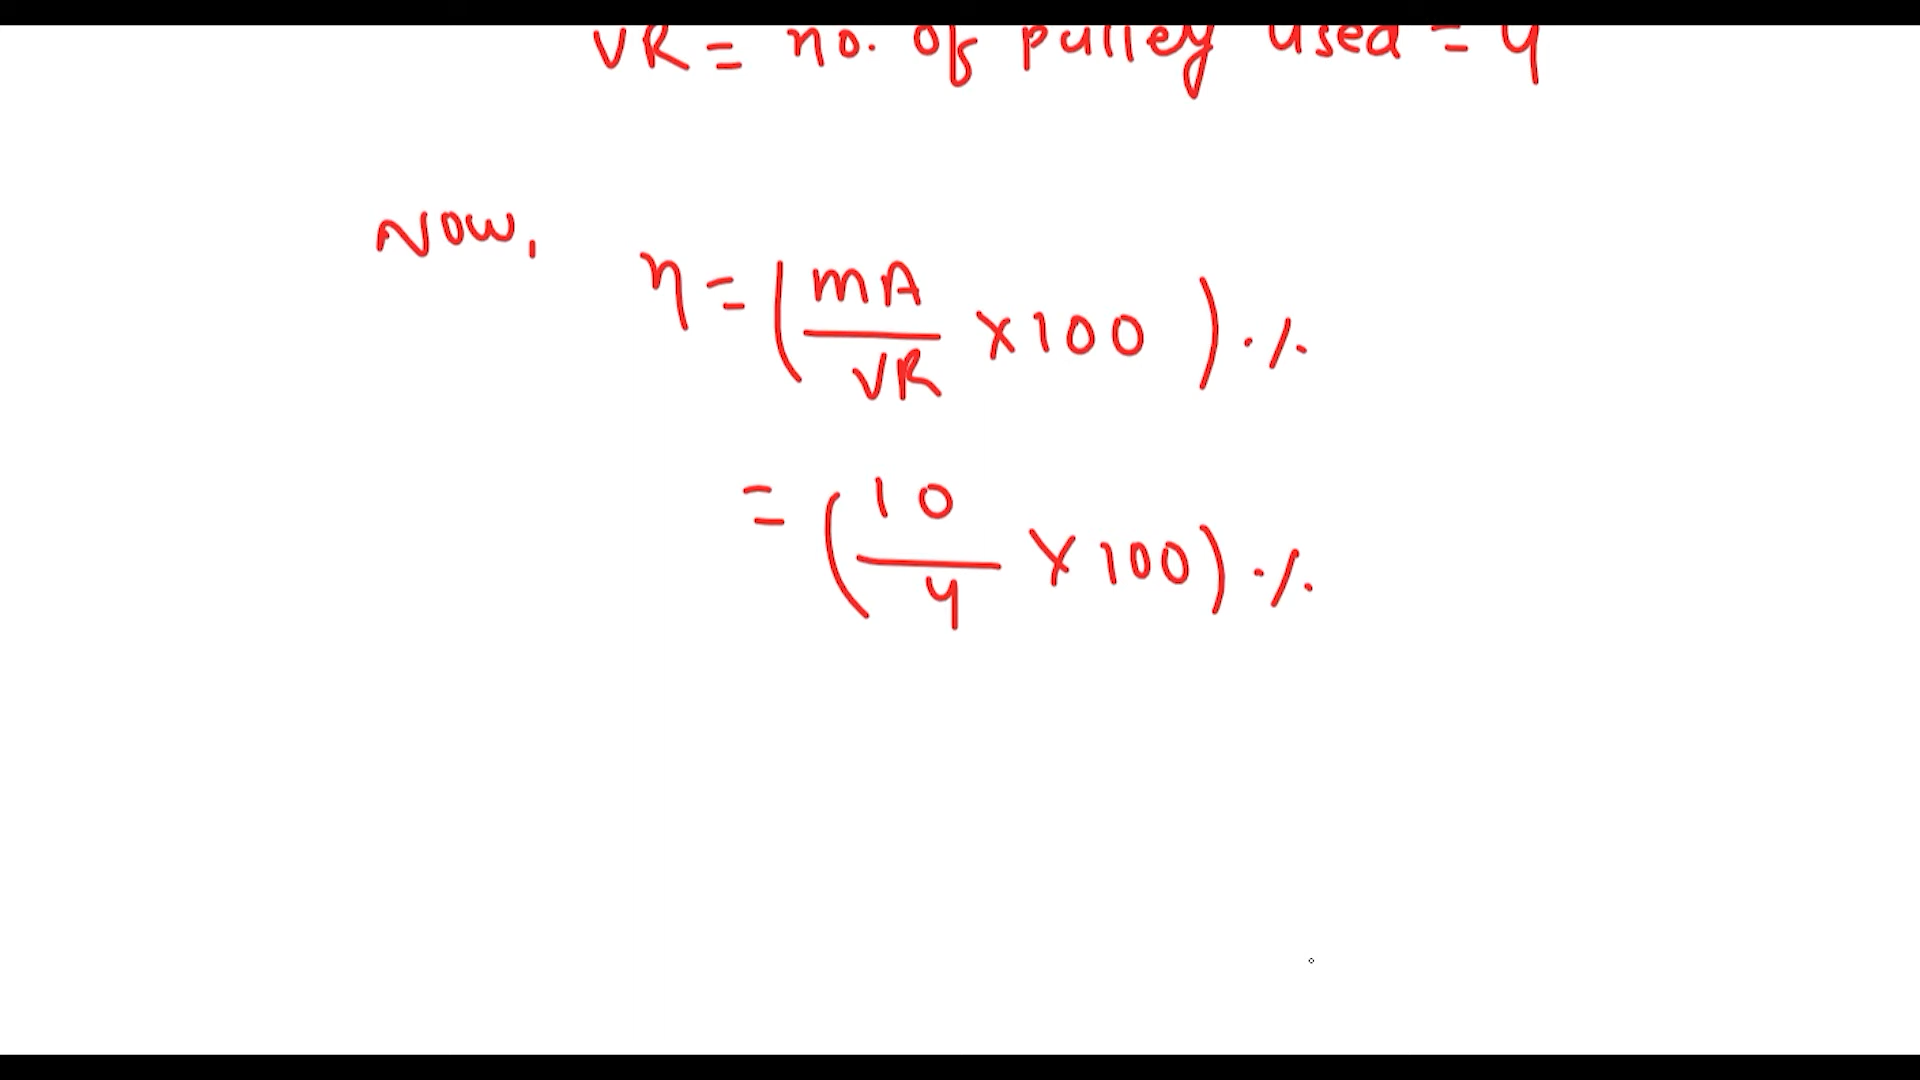 VR = no. of pulley used = 4
Now,
η = (MA/VR × 100) %
= (10/4 × 100) %